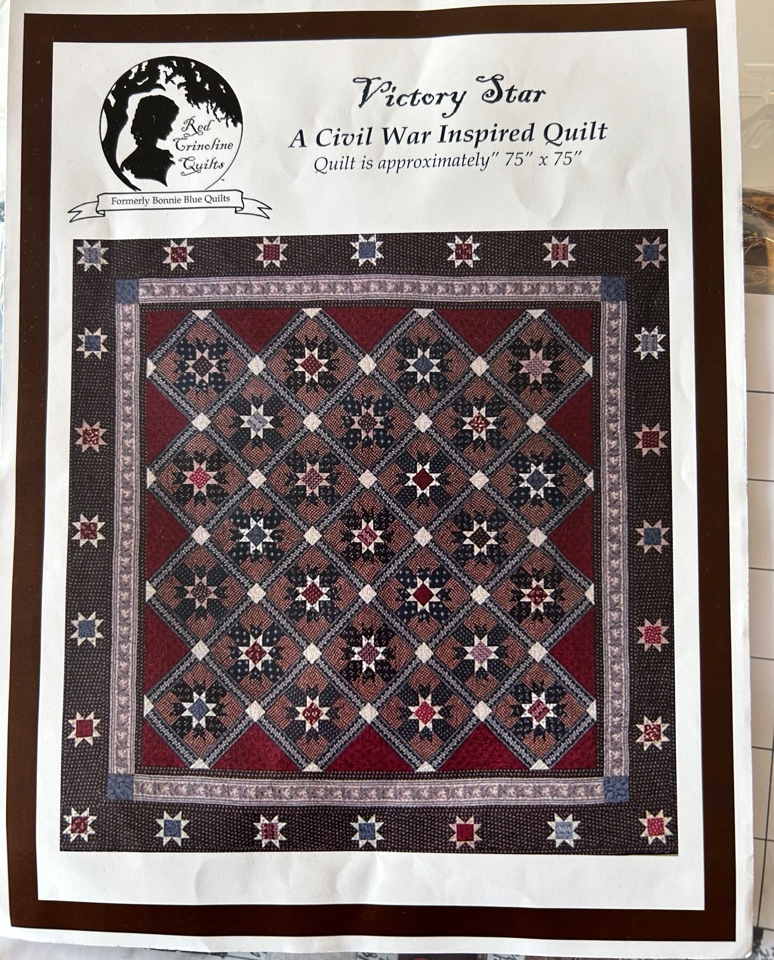 Red
Crinoline
Quilts
Formerly Bonnie Blue Quilts
Victory Star
A Civil War Inspired Quilt
Quilt is approximately" 75" x 75"